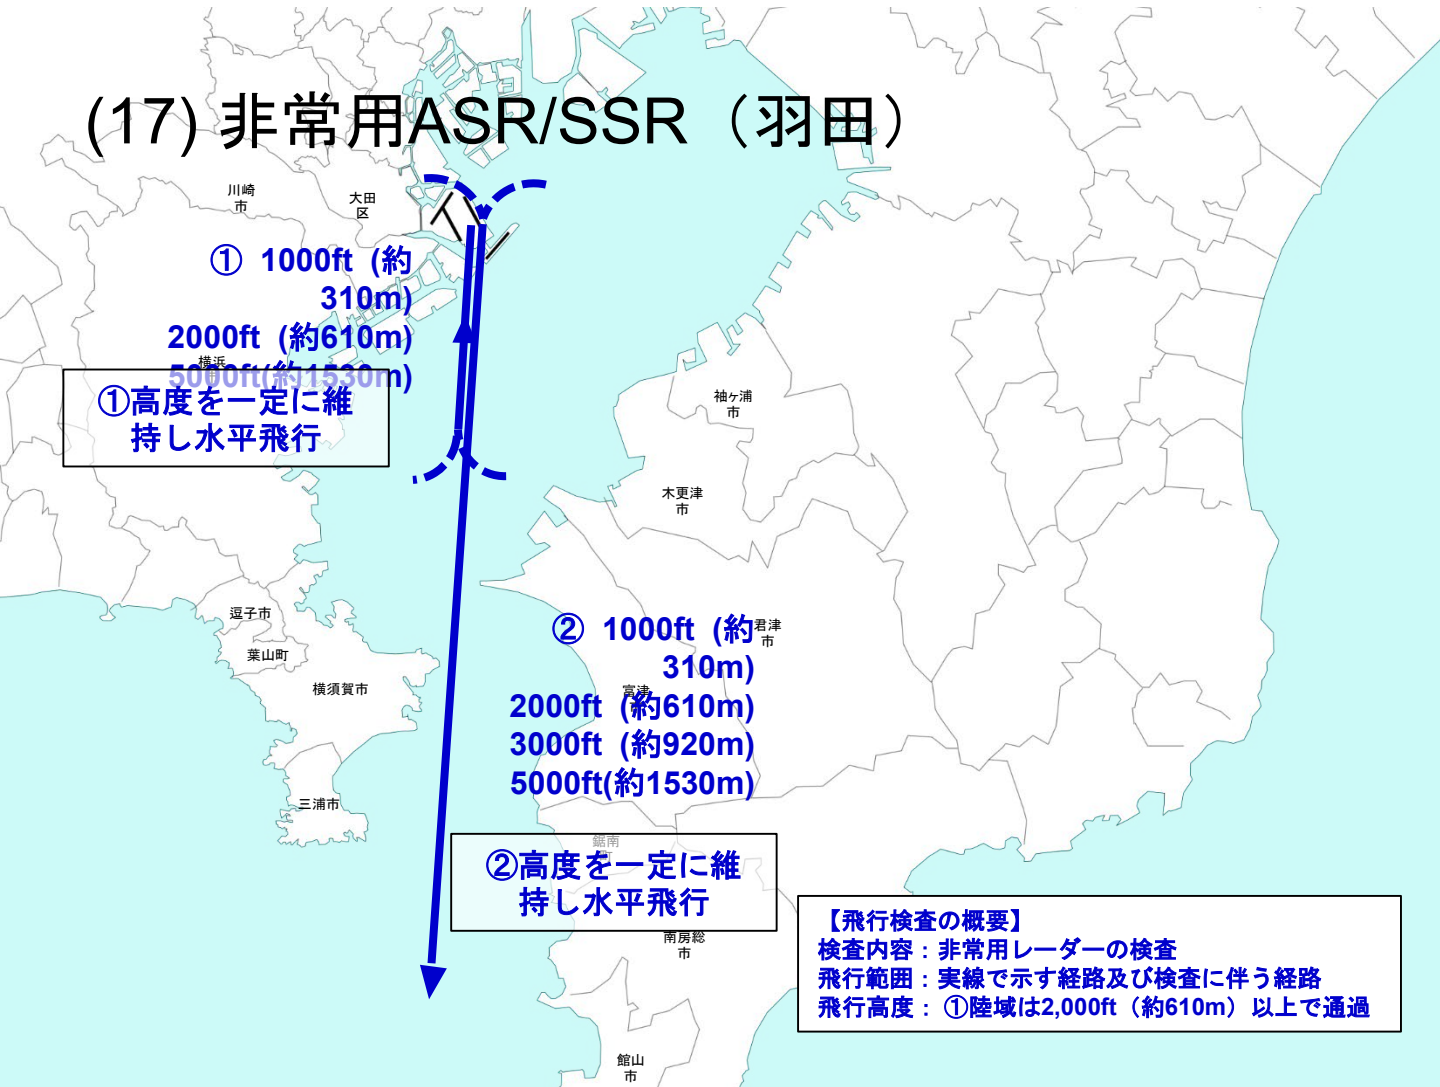 (17) 非常用ASR/SSR（羽田）
川崎
市
大田
区
① 1000ft (約
310m)
2000ft (約610m)
5000ft(約1530m)
横浜
①高度を一定に維
持し水平飛行
袖ヶ浦
市
木更津
市
逗子市
葉山町
横須賀市
三浦市
② 1000ft (約
310m)
2000ft (約610m)
3000ft (約920m)
5000ft(約1530m)
君津
市
富津
鋸南
町
②高度を一定に維
持し水平飛行
南房総
市
館山
市
【飛行検査の概要】
検査内容：非常用レーダーの検査
飛行範囲：実線で示す経路及び検査に伴う経路
飛行高度： ①陸域は2,000ft（約610m）以上で通過